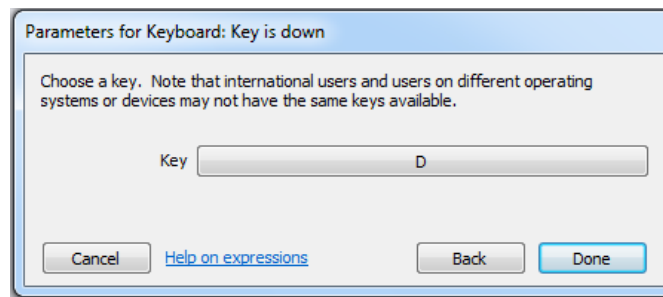 Parameters for Keyboard: Key is down
Choose a key. Note that international users and users on different operating
systems or devices may not have the same keys available.
Key D
Cancel Help on expressions Back Done